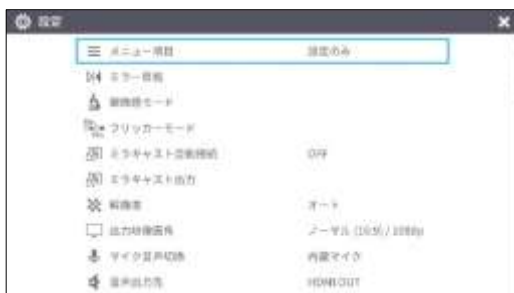 設定
メニュー項目 設定のみ
ミラー原稿
顕微鏡モード
フリッカーモード
ミラキャスト自動接続 OFF
ミラキャスト出力
解像度 オート
出力映像画角 ノーマル (16:9) / 1080p
マイク音声切換 内蔵マイク
音声出力先 HDMI OUT